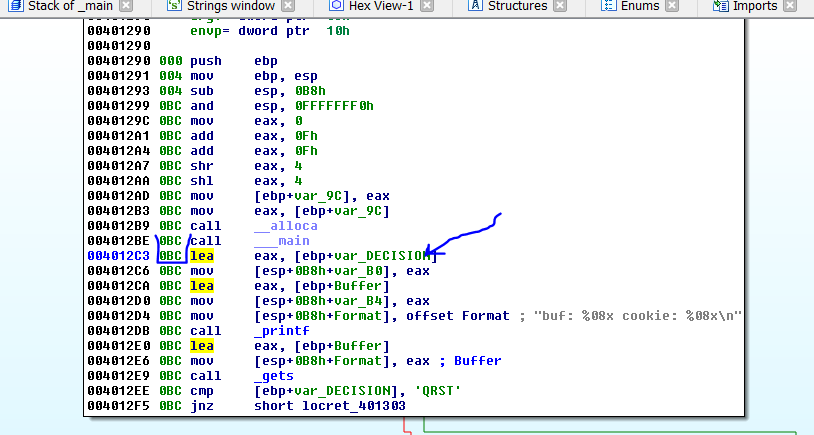 Stack of _main Strings window Hex View-1 Structures Enums Imports
00401290 envp= dword ptr 10h
00401290
00401290 000 push ebp
00401291 004 mov ebp, esp
00401293 004 sub esp, 0B8h
00401299 0BC and esp, 0FFFFFFF0h
0040129C 0BC mov eax, 0
004012A1 0BC add eax, 0Fh
004012A4 0BC add eax, 0Fh
004012A7 0BC shr eax, 4
004012AA 0BC shl eax, 4
004012AD 0BC mov [ebp+var_9C], eax
004012B3 0BC mov eax, [ebp+var_9C]
004012B9 0BC call __alloca
004012BE 0BC call ___main
004012C3 0BC lea eax, [ebp+var_DECISION]
004012C6 0BC mov [esp+0B8h+var_B0], eax
004012CA 0BC lea eax, [ebp+Buffer]
004012D0 0BC mov [esp+0B8h+var_B4], eax
004012D4 0BC mov [esp+0B8h+Format], offset Format ; "buf: %08x cookie: %08x\n"
004012DB 0BC call _printf
004012E0 0BC lea eax, [ebp+Buffer]
004012E6 0BC mov [esp+0B8h+Format], eax ; Buffer
004012E9 0BC call _gets
004012EE 0BC cmp [ebp+var_DECISION], 'QRST'
004012F5 0BC jnz short locret_401303